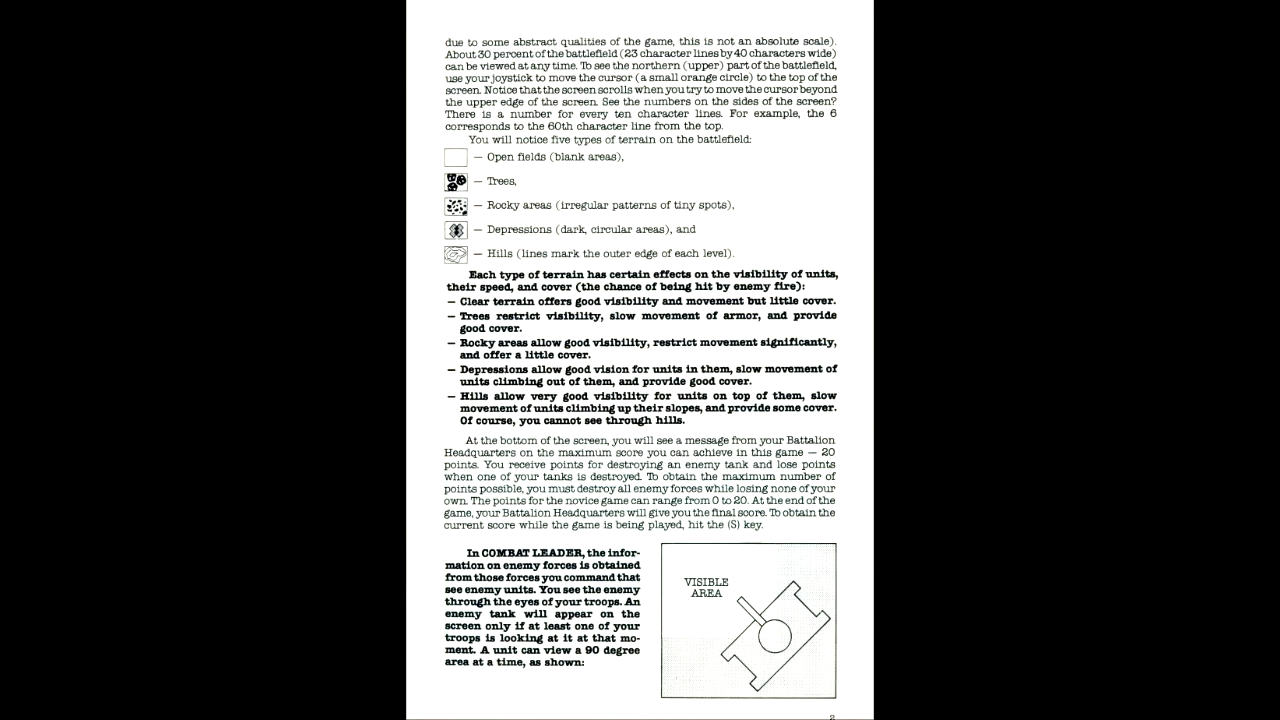 due to some abstract qualities of the game, this is not an absolute scale).
About 30 percent of the battlefield (23 character lines by 40 characters wide)
can be viewed at any time. To see the northern (upper) part of the battlefield,
use your joystick to move the cursor (a small orange circle) to the top of the
screen. Notice that the screen scrolls when you try to move the cursor beyond
the upper edge of the screen. See the numbers on the sides of the screen?
There is a number for every ten character lines. For example, the 6
corresponds to the 60th character line from the top.
You will notice five types of terrain on the battlefield:
— Open fields (blank areas),
— Trees,
— Rocky areas (irregular patterns of tiny spots),
— Depressions (dark, circular areas), and
— Hills (lines mark the outer edge of each level).
Each type of terrain has certain effects on the visibility of units,
their speed, and cover (the chance of being hit by enemy fire):
— Clear terrain offers good visibility and movement but little cover.
— Trees restrict visibility, slow movement of armor, and provide
good cover.
— Rocky areas allow good visibility, restrict movement significantly,
and offer a little cover.
— Depressions allow good vision for units in them, slow movement of
units climbing out of them, and provide good cover.
— Hills allow very good visibility for units on top of them, slow
movement of units climbing up their slopes, and provide some cover.
Of course, you cannot see through hills.
At the bottom of the screen, you will see a message from your Battalion
Headquarters on the maximum score you can achieve in this game — 20
points. You receive points for destroying an enemy tank and lose points
when one of your tanks is destroyed. To obtain the maximum number of
points possible, you must destroy all enemy forces while losing none of your
own. The points for the novice game can range from 0 to 20. At the end of the
game, your Battalion Headquarters will give you the final score. To obtain the
current score while the game is being played, hit the (S) key.
In COMBAT LEADER, the infor-
mation on enemy forces is obtained
from those forces you command that
see enemy units. You see the enemy
through the eyes of your troops. An
enemy tank will appear on the
screen only if at least one of your
troops is looking at it at that mo-
ment. A unit can view a 90 degree
area at a time, as shown:
VISIBLE
AREA
2